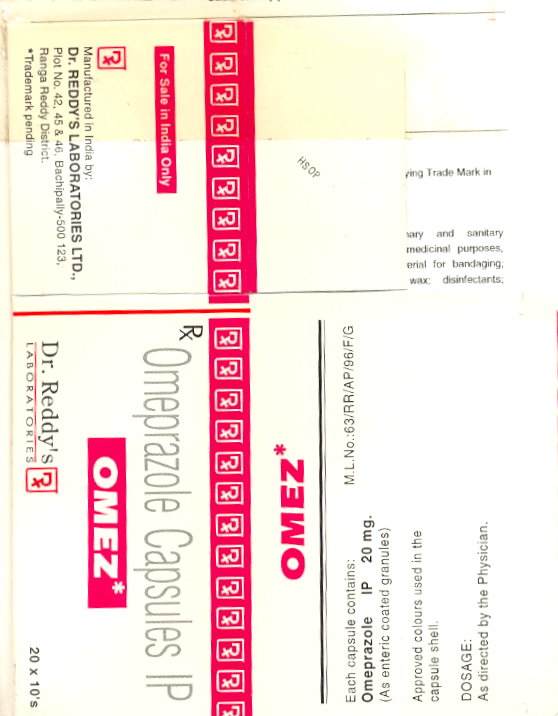 For Sale in India Only
Manufactured in India by:
Dr. REDDY'S LABORATORIES LTD.,
Plot No. 42, 45 & 46, Bachipally-500 123,
Ranga Reddy District.
*Trademark pending
HSOP
ying Trade Mark in
nary and sanitary
medicinal purposes,
erial for bandaging;
wax; disinfectants;
Rx
Omeprazole Capsules IP
OMEZ*
Dr. Reddy's
LABORATORIES
20 x 10's
OMEZ*
M.L.No.:63/RR/AP/96/F/G
Each capsule contains:
Omeprazole IP 20 mg.
(As enteric coated granules)
Approved colours used in the
capsule shell.
DOSAGE:
As directed by the Physician.